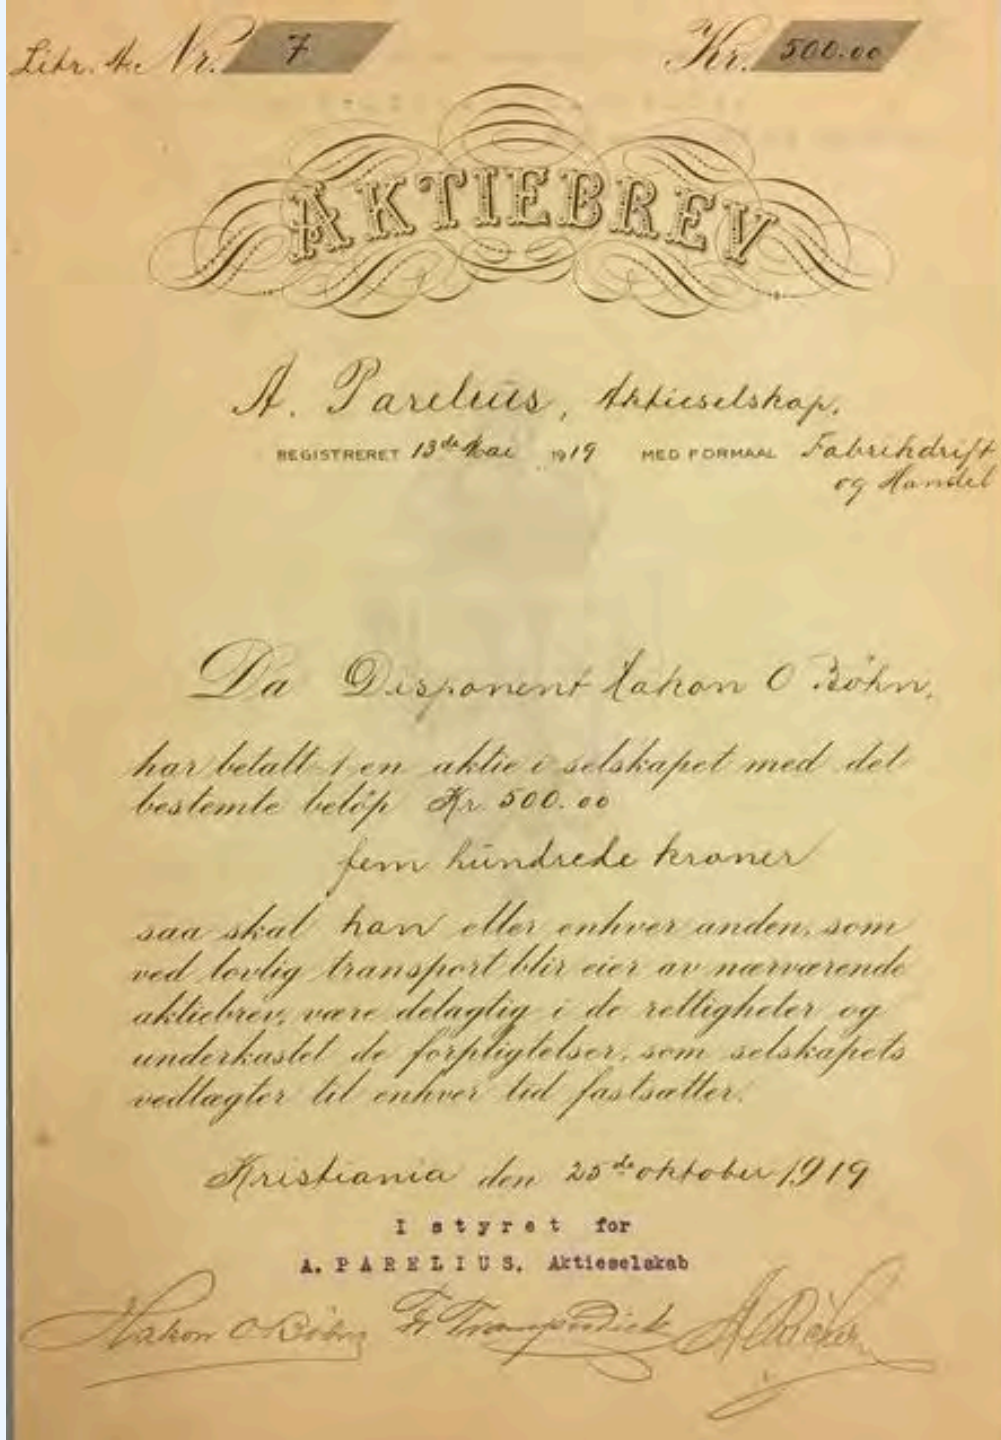 Litr. A. Nr. 7 Kr. 500.00
AKTIEBREV
A. Parelius, Aktieselskap.
REGISTRERET 13de Mai 1919 MED FORMAAL Fabrikdrift
og Handel
Da Disponent Hakon O Böhn,
har betalt 1 en aktie i selskapet med det
bestemte beløp Kr. 500.00
fem hundrede kroner
saa skal han eller enhver anden, som
ved lovlig transport blir eier av nærværende
aktiebrev, være delagtig i de rettigheter og
underkastet de forpligtelser, som selskapets
vedtægter til enhver tid fastsætter.
Kristiania den 25de oktober 1919
I styret for
A. PARELIUS, Aktieselskab
Hakon O Böhn